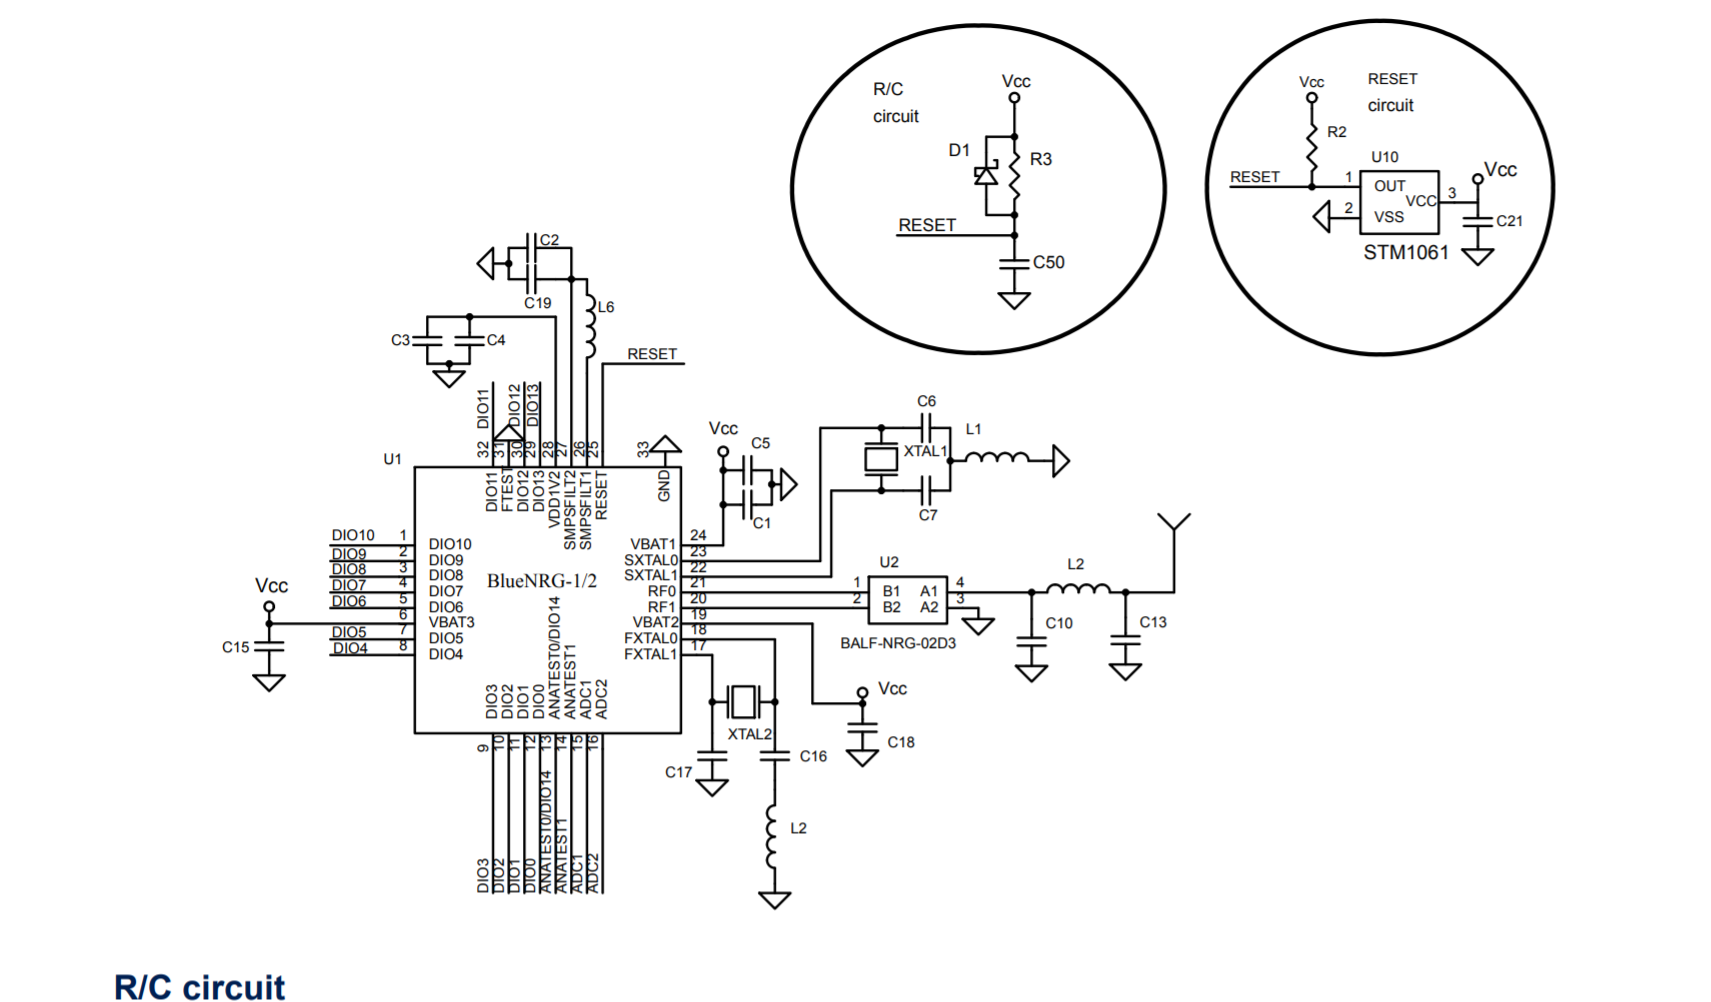 R/C
circuit
Vcc
D1
R3
RESET
C50
Vcc
RESET
circuit
R2
U10
RESET
1
OUT
VCC
3
Vcc
2
VSS
C21
STM1061
C2
C19
L6
C3
C4
RESET
DIO11
DIO12
DIO13
32
31
30
29
28
27
26
25
33
U1
DIO11
FTEST
DIO12
DIO13
VDD1V2
SMPSFILT2
SMPSFILT1
RESET
GND
Vcc
C5
C1
C6
XTAL1
L1
C7
DIO10 1 DIO10
DIO9 2 DIO9
DIO8 3 DIO8
DIO7 4 DIO7
DIO6 5 DIO6
6 VBAT3
DIO5 7 DIO5
DIO4 8 DIO4
Vcc
C15
BlueNRG-1/2
VBAT1 24
SXTAL0 23
SXTAL1 22
RF0 21
RF1 20
VBAT2 19
FXTAL0 18
FXTAL1 17
U2
1 B1 A1 4
2 B2 A2 3
BALF-NRG-02D3
L2
C10
C13
DIO3
DIO2
DIO1
DIO0
ANATEST0/DIO14
ANATEST1
ADC1
ADC2
9
10
11
12
13
14
15
16
DIO3
DIO2
DIO1
DIO0
ANATEST0/DIO14
ANATEST1
ADC1
ADC2
XTAL2
C17
C16
L2
Vcc
C18
R/C circuit